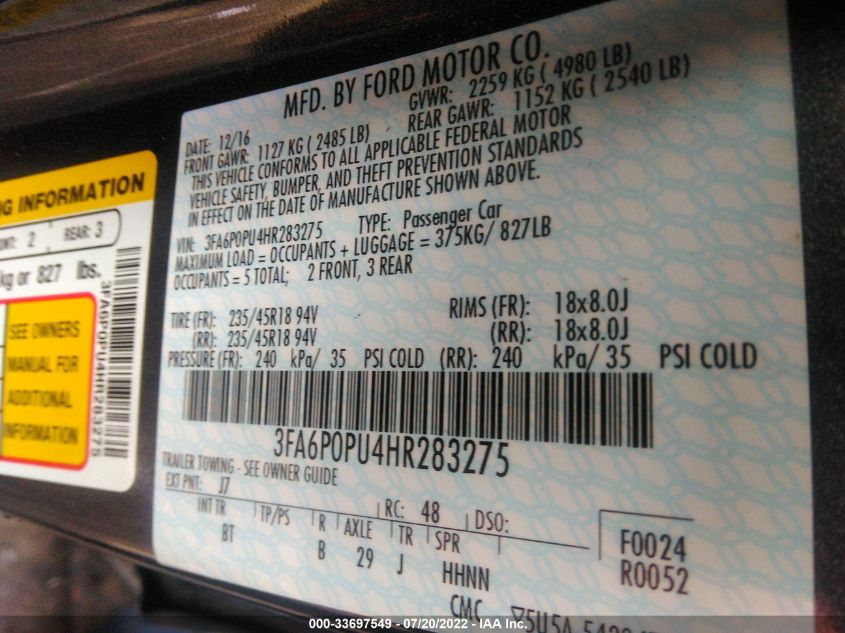 MFD. BY FORD MOTOR CO.
DATE: 12/16 GVWR: 2259 KG ( 4980 LB)
FRONT GAWR: 1127 KG ( 2485 LB) REAR GAWR: 1152 KG ( 2540 LB)
THIS VEHICLE CONFORMS TO ALL APPLICABLE FEDERAL MOTOR
VEHICLE SAFETY, BUMPER, AND THEFT PREVENTION STANDARDS
IN EFFECT ON THE DATE OF MANUFACTURE SHOWN ABOVE.
VIN: 3FA6P0PU4HR283275 TYPE: Passenger Car
MAXIMUM LOAD = OCCUPANTS + LUGGAGE = 375KG/ 827LB
OCCUPANTS = 5 TOTAL; 2 FRONT, 3 REAR
TIRE (FR): 235/45R18 94V RIMS (FR): 18x8.0J
(RR): 235/45R18 94V (RR): 18x8.0J
PRESSURE (FR): 240 kPa/ 35 PSI COLD (RR): 240 kPa/ 35 PSI COLD
3FA6P0PU4HR283275
TRAILER TOWING - SEE OWNER GUIDE
EXT PNT: J7 RC: 48 DSO:
INT TR TP/PS R AXLE TR SPR
BT B 29 J HHNN
F0024
R0052
CMC
INFORMATION
2 REAR: 3
kg or 827 lbs.
SEE OWNERS
MANUAL FOR
ADDITIONAL
INFORMATION
3FA6P0PU4HR283275
000-33697549 - 07/20/2022 - IAA Inc.